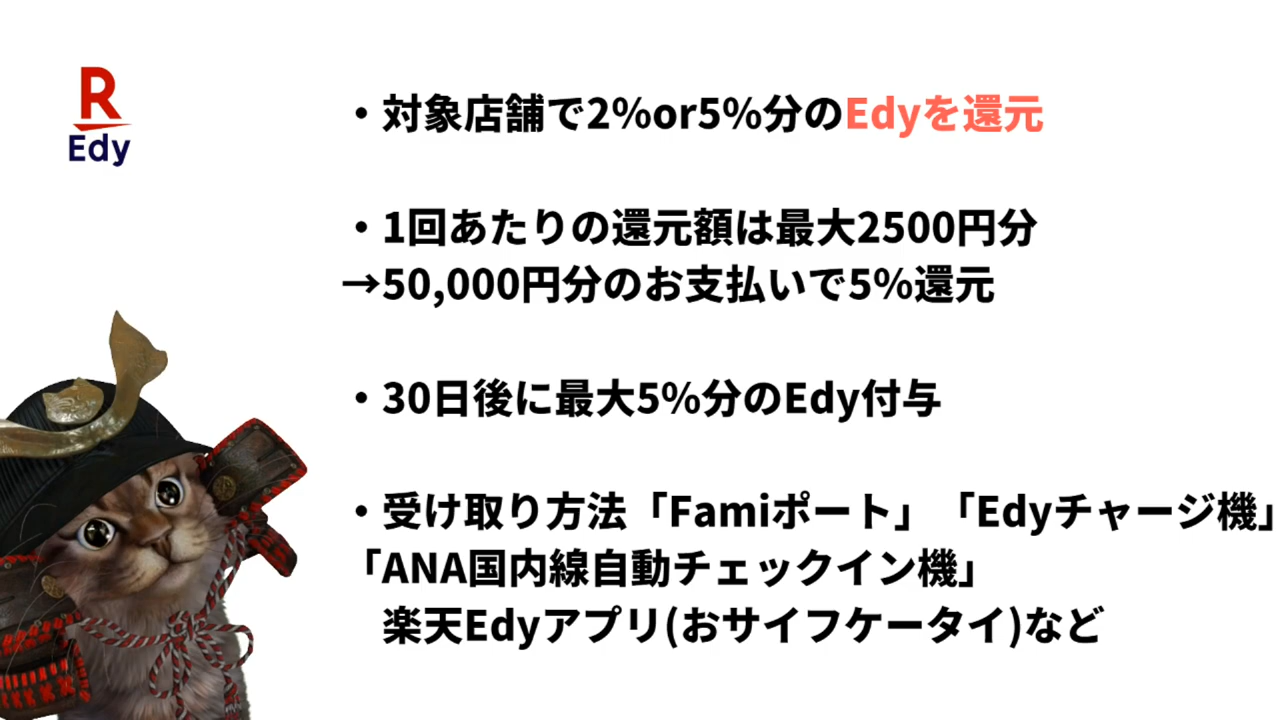 R
Edy
・対象店舗で2%or5%分のEdyを還元
・1回あたりの還元額は最大2500円分
→50,000円分のお支払いで5%還元
・30日後に最大5%分のEdy付与
・受け取り方法「Famiポート」「Edyチャージ機」
「ANA国内線自動チェックイン機」
楽天Edyアプリ(おサイフケータイ)など